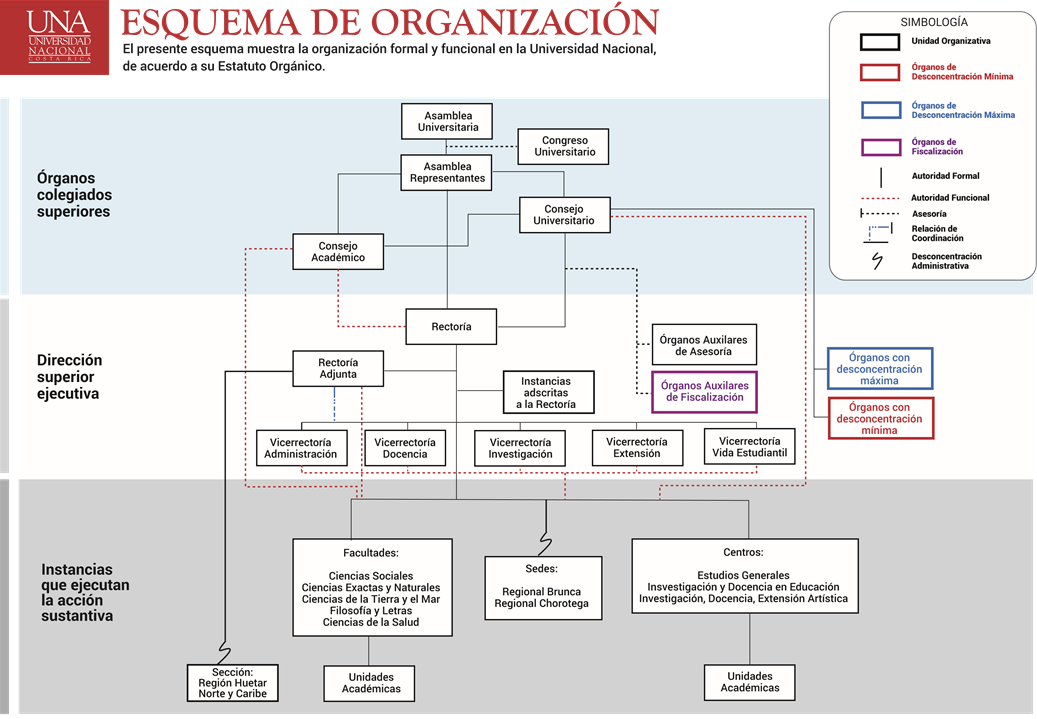 UNA
UNIVERSIDAD
NACIONAL
COSTA RICA
ESQUEMA DE ORGANIZACIÓN
El presente esquema muestra la organización formal y funcional en la Universidad Nacional,
de acuerdo a su Estatuto Orgánico.
SIMBOLOGÍA
Unidad Organizativa
Órganos de
Desconcentración Mínima
Órganos de
Desconcentración Máxima
Órganos de
Fiscalización
Autoridad Formal
Autoridad Funcional
Asesoría
Relación de
Coordinación
Desconcentración
Administrativa
Órganos
colegiados
superiores
Asamblea
Universitaria
Congreso
Universitario
Asamblea
Representantes
Consejo
Universitario
Consejo
Académico
Dirección
superior
ejecutiva
Rectoría
Rectoría
Adjunta
Instancias
adscritas
a la Rectoría
Órganos Auxilares
de Asesoría
Órganos Auxilares
de Fiscalización
Órganos con
desconcentración
máxima
Órganos con
desconcentración
mínima
Vicerrectoría
Administración
Vicerrectoría
Docencia
Vicerrectoría
Investigación
Vicerrectoría
Extensión
Vicerrectoría
Vida Estudiantil
Instancias
que ejecutan
la acción
sustantiva
Facultades:
Ciencias Sociales
Ciencias Exactas y Naturales
Ciencias de la Tierra y el Mar
Filosofía y Letras
Ciencias de la Salud
Sedes:
Regional Brunca
Regional Chorotega
Centros:
Estudios Generales
Insvestigación y Docencia en Educación
Investigación, Docencia, Extensión Artística
Sección:
Región Huetar
Norte y Caribe
Unidades
Académicas
Unidades
Académicas